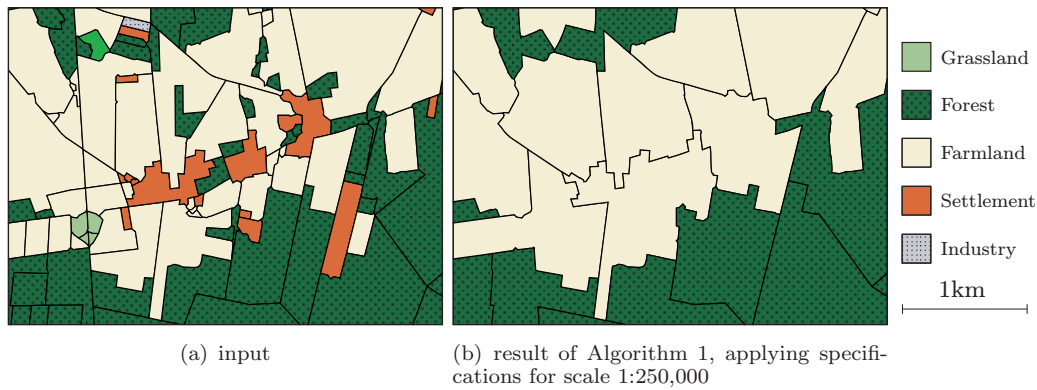 Grassland
Forest
Farmland
Settlement
Industry
1km
(a) input
(b) result of Algorithm 1, applying specifi-
cations for scale 1:250,000